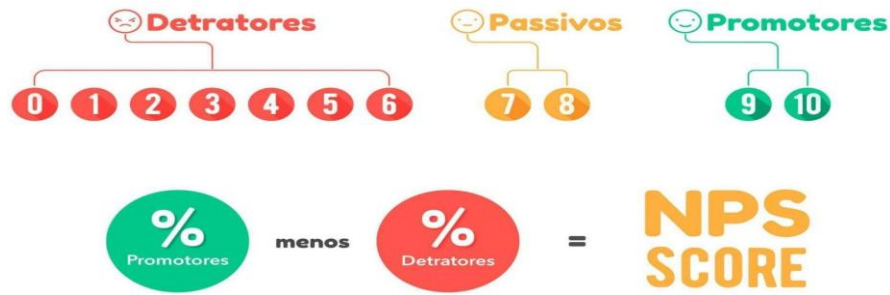 Detratores Passivos Promotores
0 1 2 3 4 5 6 7 8 9 10
% Promotores
menos
% Detratores
=
NPS
SCORE